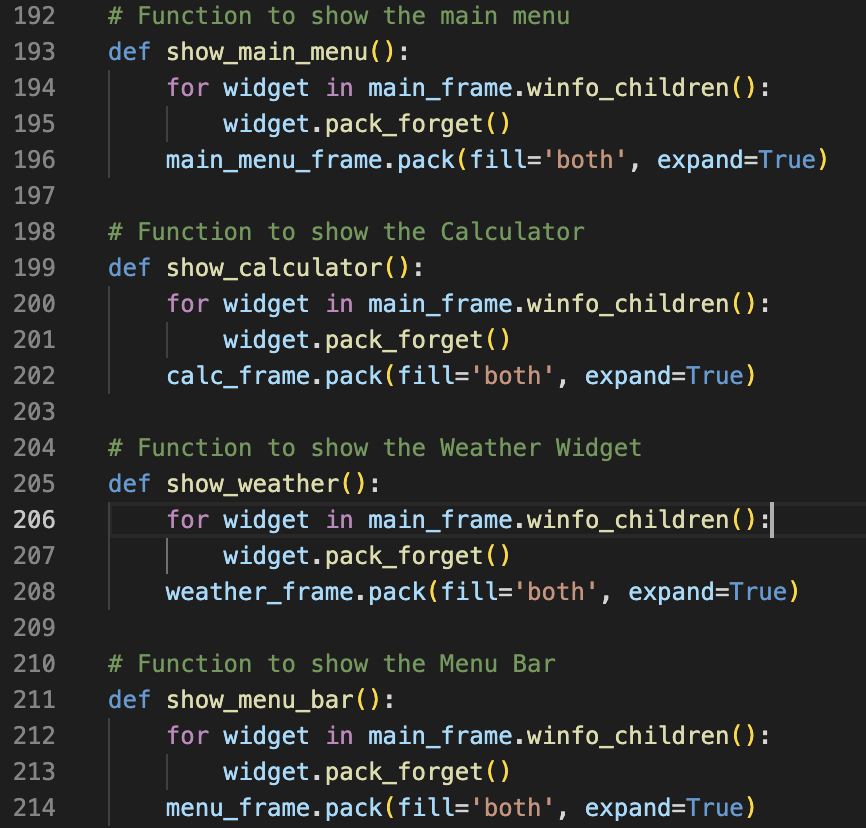 192 # Function to show the main menu
193 def show_main_menu():
194     for widget in main_frame.winfo_children():
195         widget.pack_forget()
196     main_menu_frame.pack(fill='both', expand=True)
197
198 # Function to show the Calculator
199 def show_calculator():
200     for widget in main_frame.winfo_children():
201         widget.pack_forget()
202     calc_frame.pack(fill='both', expand=True)
203
204 # Function to show the Weather Widget
205 def show_weather():
206     for widget in main_frame.winfo_children():
207         widget.pack_forget()
208     weather_frame.pack(fill='both', expand=True)
209
210 # Function to show the Menu Bar
211 def show_menu_bar():
212     for widget in main_frame.winfo_children():
213         widget.pack_forget()
214     menu_frame.pack(fill='both', expand=True)